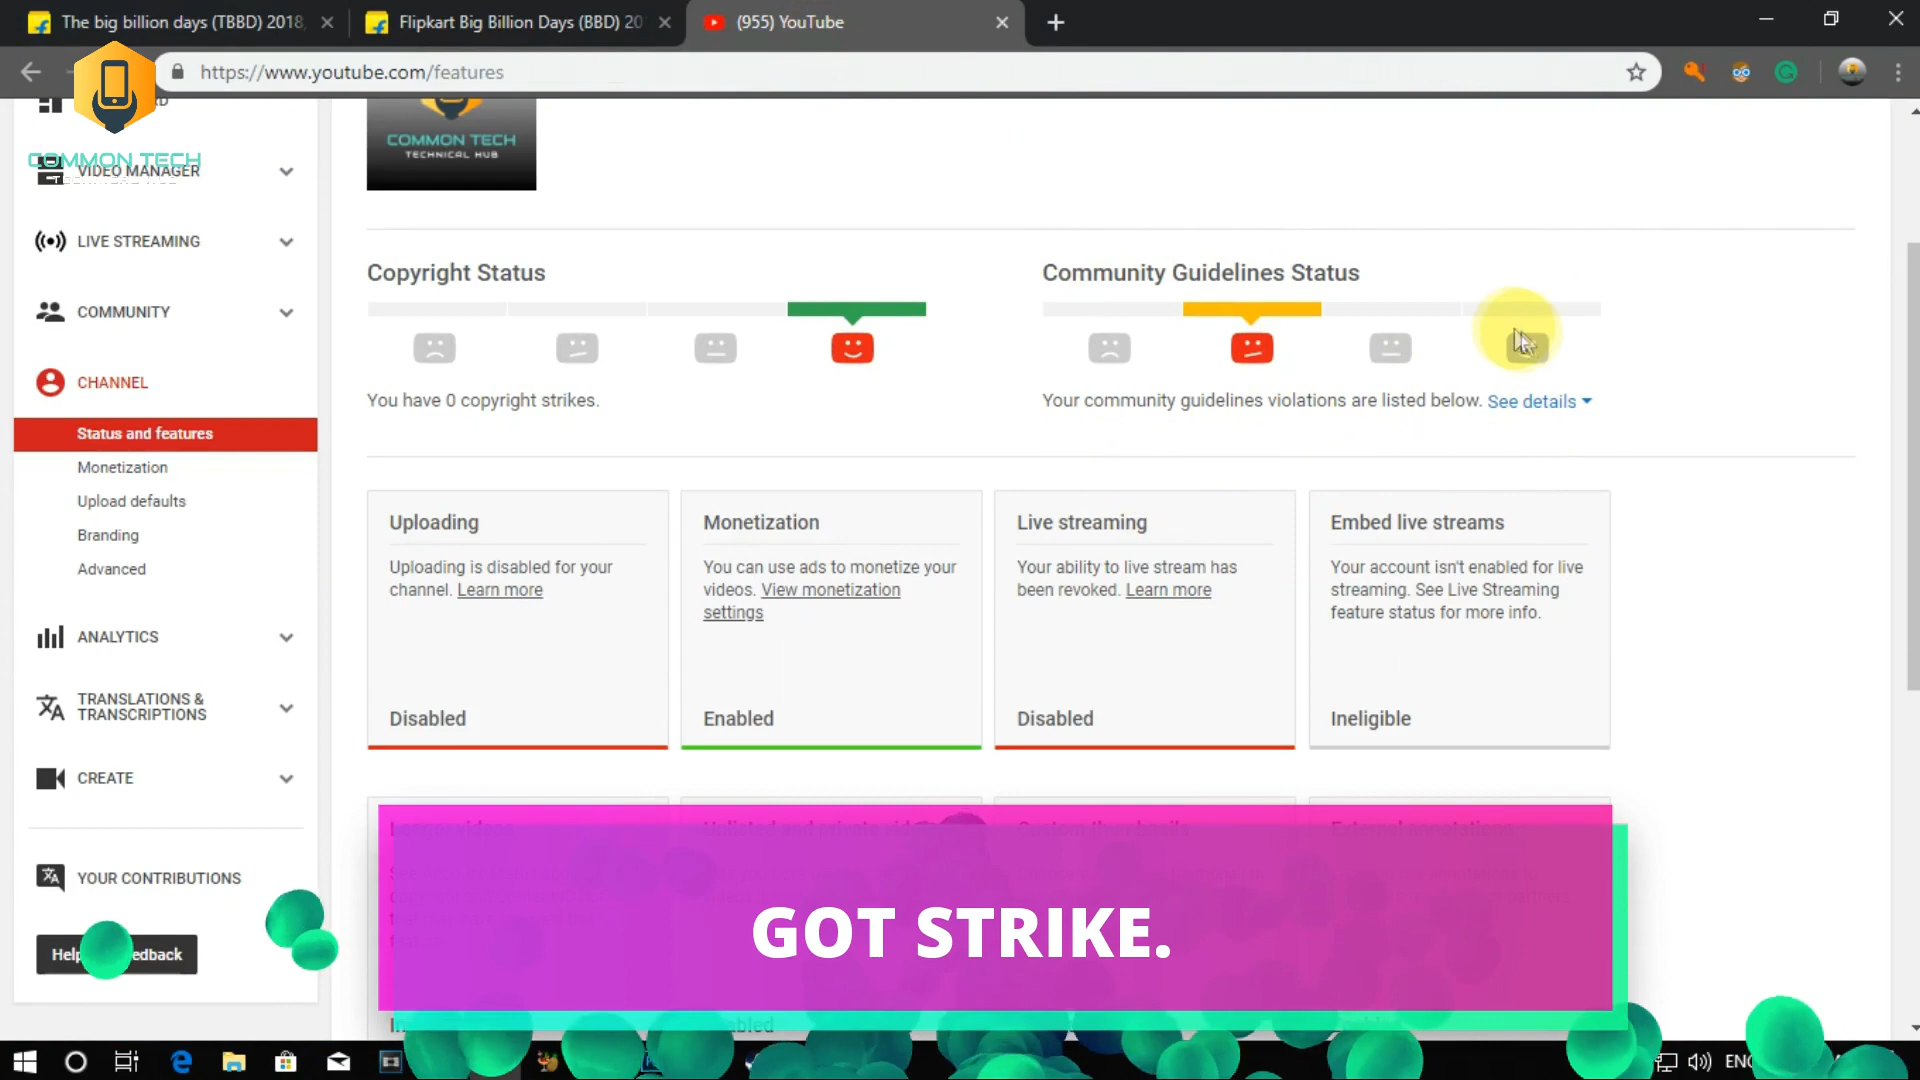 The big billion days (TBBD) 2018,
Flipkart Big Billion Days (BBD) 20
(955) YouTube
https://www.youtube.com/features
COMMON TECH
VIDEO MANAGER
LIVE STREAMING
COMMUNITY
CHANNEL
Status and features
Monetization
Upload defaults
Branding
Advanced
ANALYTICS
TRANSLATIONS &
TRANSCRIPTIONS
CREATE
YOUR CONTRIBUTIONS
COMMON TECH
TECHNICAL HUB
Copyright Status
You have 0 copyright strikes.
Community Guidelines Status
Your community guidelines violations are listed below. See details
Uploading
Uploading is disabled for your
channel. Learn more
Disabled
Monetization
You can use ads to monetize your
videos. View monetization
settings
Enabled
Live streaming
Your ability to live stream has
been revoked. Learn more
Disabled
Embed live streams
Your account isn't enabled for live
streaming. See Live Streaming
feature status for more info.
Ineligible
Longer videos
Custom thumbnails
External annotations
GOT STRIKE.